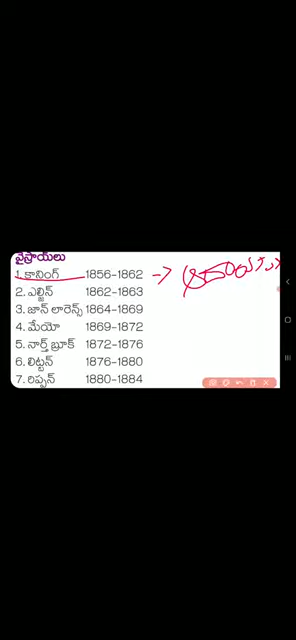 వైస్రాయ్‌లు
1. కానింగ్ 1856-1862
2. ఎల్జిన్ 1862-1863
3. జాన్ లారెన్స్ 1864-1869
4. మేయో 1869-1872
5. నార్త్ బ్రూక్ 1872-1876
6. లిట్టన్ 1876-1880
7. రిప్పన్ 1880-1884